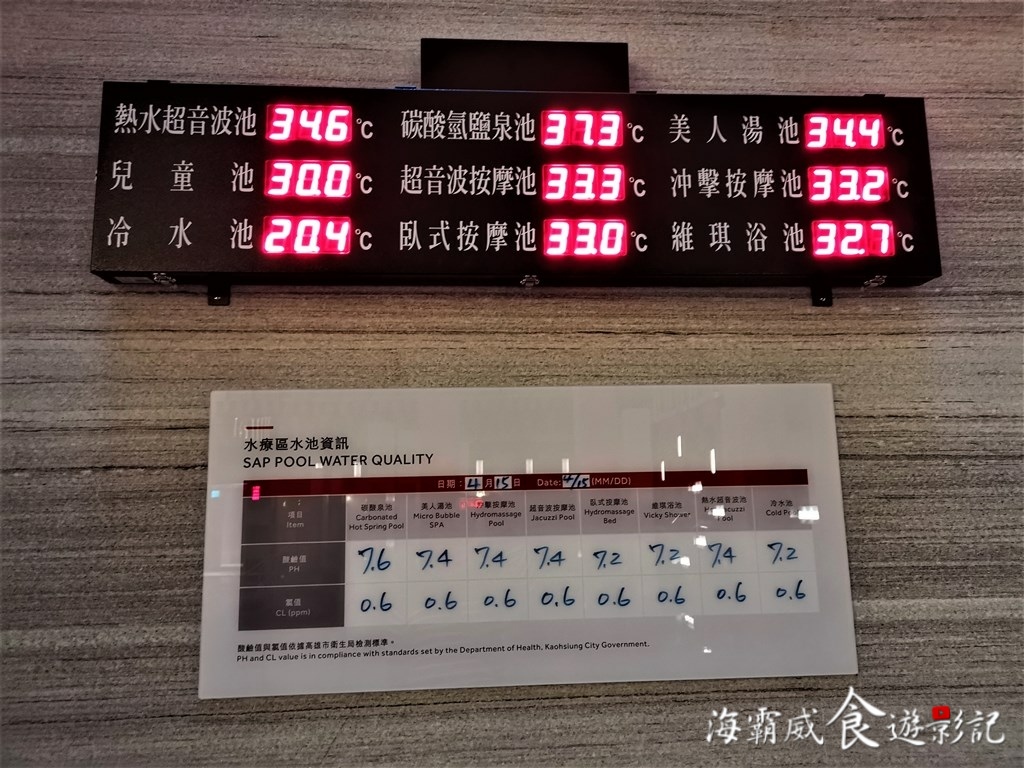 熱水超音波池 34.6 °C 碳酸氫鹽泉池 37.3 °C 美人湯池 34.4 °C
兒童池 30.0 °C 超音波按摩池 33.3 °C 沖擊按摩池 33.2 °C
冷水池 20.4 °C 臥式按摩池 33.0 °C 維琪浴池 32.7 °C
水療區水池資訊
SAP POOL WATER QUALITY
日期: 4 月 15 日 Date: 4/15 (MM/DD)
項目 碳酸泉池 美人湯池 擊按摩池 超音波按摩池 臥式按摩池 維琪浴池 熱水超音波池 冷水池
Item Carbonated Micro Bubble Hydromassage Jacuzzi Pool Hydromassage Vicky Shower Jacuzzi Cold
Hot Spring Pool SPA Pool Bed Pool
酸鹼值 7.6 7.4 7.4 7.4 7.2 7.2 7.4 7.2
PH
氯值 0.6 0.6 0.6 0.6 0.6 0.6 0.6 0.6
CL (ppm)
酸鹼值與氯值依據高雄市衛生局檢測標準。
PH and CL value is in compliance with standards set by the Department of Health, Kaohsiung City Government.
海霸威食遊影記